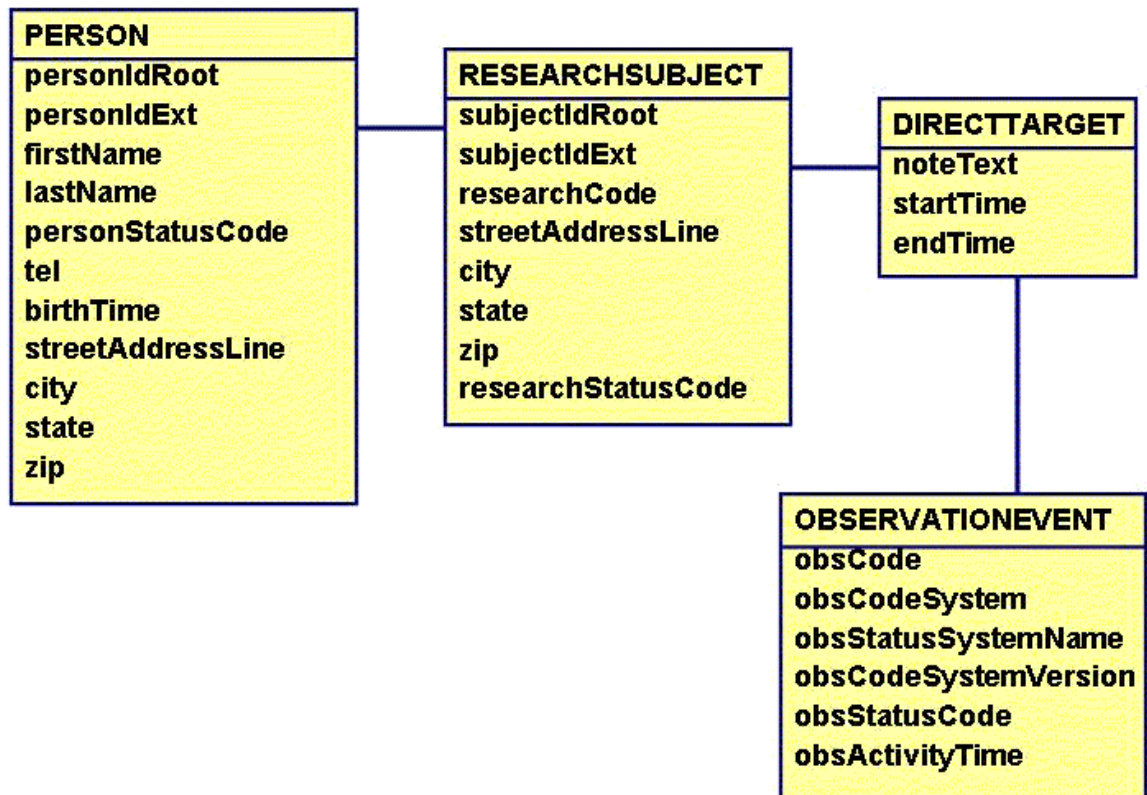 PERSON
personIdRoot
personIdExt
firstName
lastName
personStatusCode
tel
birthTime
streetAddressLine
city
state
zip
RESEARCHSUBJECT
subjectIdRoot
subjectIdExt
researchCode
streetAddressLine
city
state
zip
researchStatusCode
DIRECTTARGET
noteText
startTime
endTime
OBSERVATIONEVENT
obsCode
obsCodeSystem
obsStatusSystemName
obsCodeSystemVersion
obsStatusCode
obsActivityTime